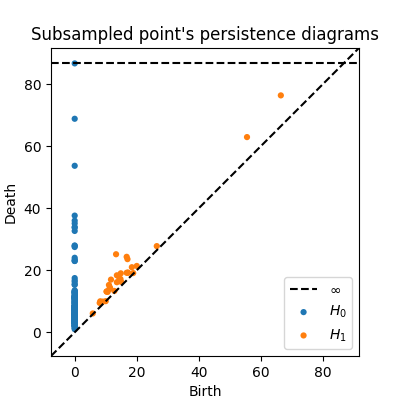 Subsampled point's persistence diagrams
80
60
40
20
0
Death
0 20 40 60 80
Birth
∞
H₀
H₁